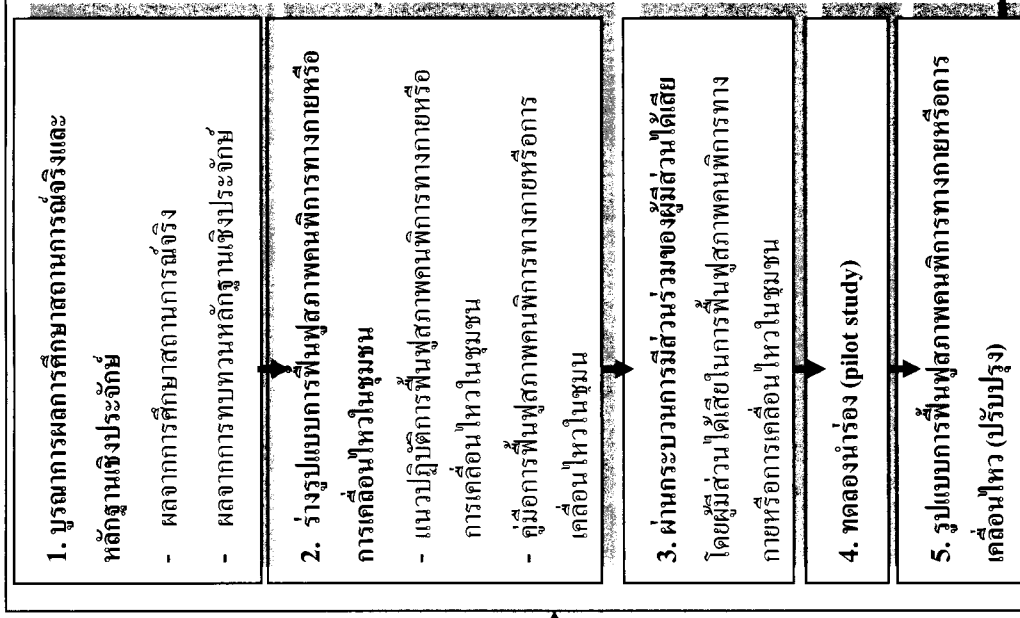 1. บูรณาการผลการศึกษาสถานการณ์จริงและ
หลักฐานเชิงประจักษ์
- ผลจากการศึกษาสถานการณ์จริง
- ผลจากการทบทวนหลักฐานเชิงประจักษ์
2. ร่างรูปแบบการฟื้นฟูสภาพคนพิการทางกายหรือ
การเคลื่อนไหวในชุมชน
- แนวปฏิบัติการฟื้นฟูสภาพคนพิการทางกายหรือ
การเคลื่อนไหวในชุมชน
- คู่มือการฟื้นฟูสภาพคนพิการทางกายหรือการ
เคลื่อนไหวในชุมน
3. ผ่านกระบวนการมีส่วนร่วมของผู้มีส่วนได้เสีย
โดยผู้มีส่วนได้เสียในการฟื้นฟูสภาพคนพิการทาง
กายหรือการเคลื่อนไหวในชุมชน
4. ทดลองนำร่อง (pilot study)
5. รูปแบบการฟื้นฟูสภาพคนพิการทางกายหรือการ
เคลื่อนไหว (ปรับปรุง)